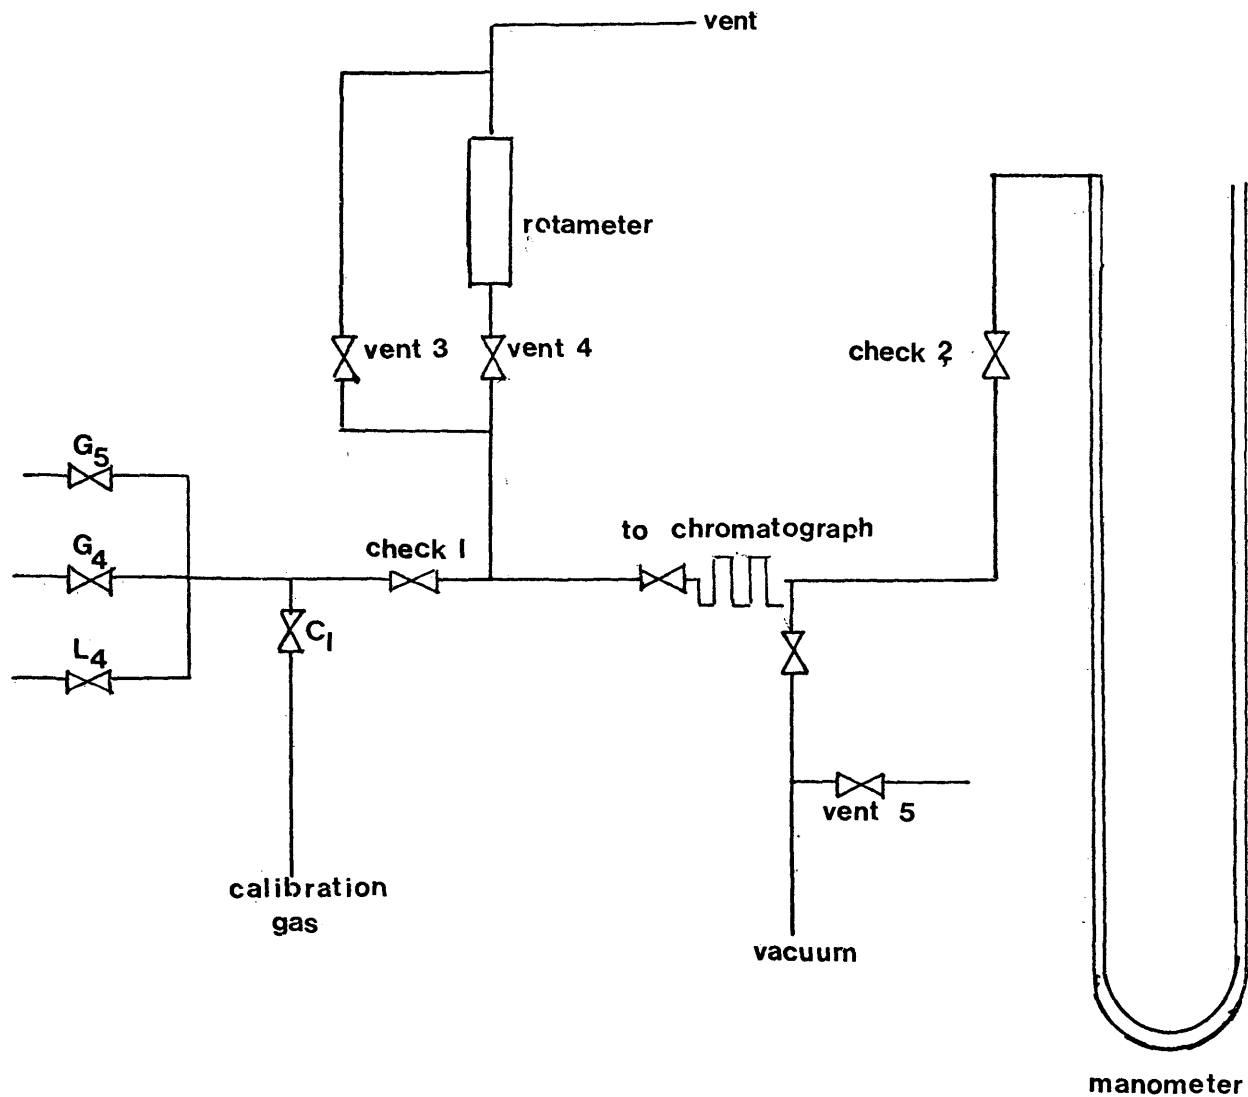 vent
rotameter
vent 3
vent 4
check 2
G5
to chromatograph
G4
check 1
C1
L4
vent 5
calibration
gas
vacuum
manometer